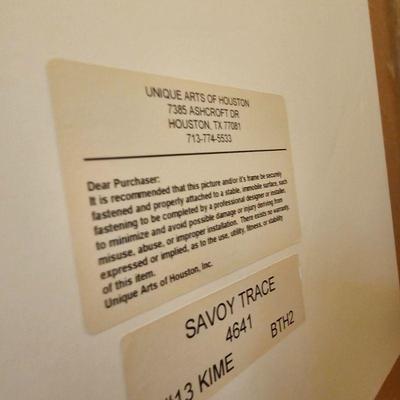 UNIQUE ARTS OF HOUSTON
7385 ASHCROFT DR
HOUSTON, TX 77081
713-774-5533
Dear Purchaser:
It is recommended that this picture and/or it's frame be securely
fastened and properly attached to a stable, immobile surface, such
fastening to be completed by a professional designer or installer,
to minimize and avoid possible damage or injury deriving from
misuse, abuse, or improper installation. There exists no warranty,
expressed or implied, as to the use, utility, fitness, or stability
of this item.
Unique Arts of Houston, Inc.
SAVOY TRACE
4641
#13 KIME BTH2